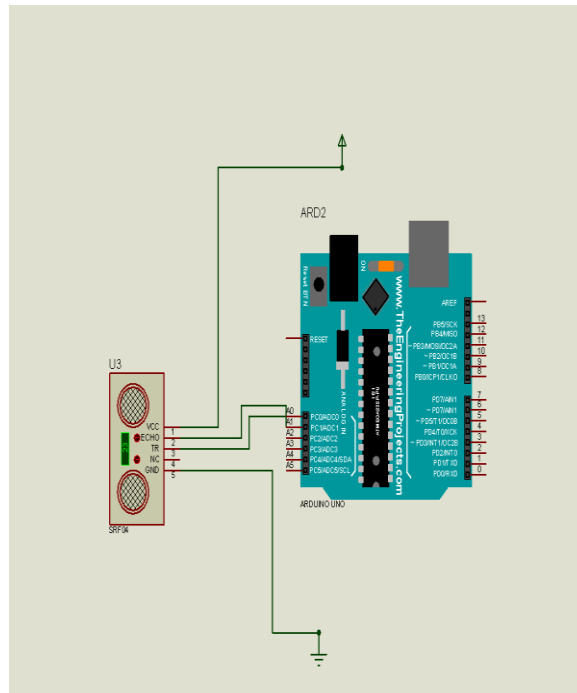 ARD2
ON
Reset BTN
www.TheEngineeringProjects.com
ANALOG IN
RESET
A0 PC0/ADC0
A1 PC1/ADC1
A2 PC2/ADC2
A3 PC3/ADC3
A4 PC4/ADC4/SDA
A5 PC5/ADC5/SCL
AREF
PB5/SCK 13
PB4/MISO 12
~PB3/MOSI/OC2A 11
~PB2/OC1B 10
~PB1/OC1A 9
PB0/ICP1/CLKO 8
PD7/AIN1 7
~PD7/AIN1 6
~PD5/T1/OC0B 5
PD4/T0/XCK 4
~PD3/INT1/OC2B 3
PD2/INT0 2
PD1/TXD 1
PD0/RXD 0
ARDUINO UNO
U3
VCC 1
ECHO 2
TR 3
NC 4
GND 5
SRF04